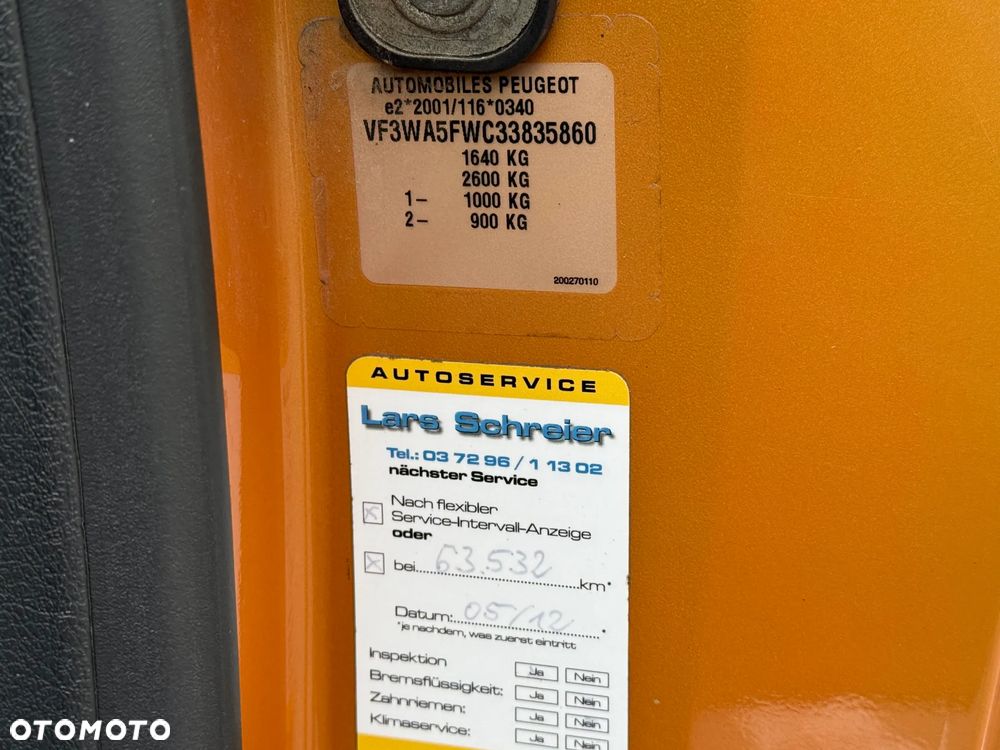 AUTOMOBILES PEUGEOT
e2*2001/116*0340
VF3WA5FWC33835860
1640 KG
2600 KG
1- 1000 KG
2- 900 KG
200270110
AUTOSERVICE
Lars Schreier
Tel.: 03 72 96 / 1 13 02
nächster Service
Nach flexibler
Service-Intervall-Anzeige
oder
bei 63.532 km*
Datum: 05/12 *
*je nachdem, was zuerst eintritt
Inspektion Ja Nein
Bremsflüssigkeit: Ja Nein
Zahnriemen: Ja Nein
Klimaservice: Ja Nein
OTOMOTO